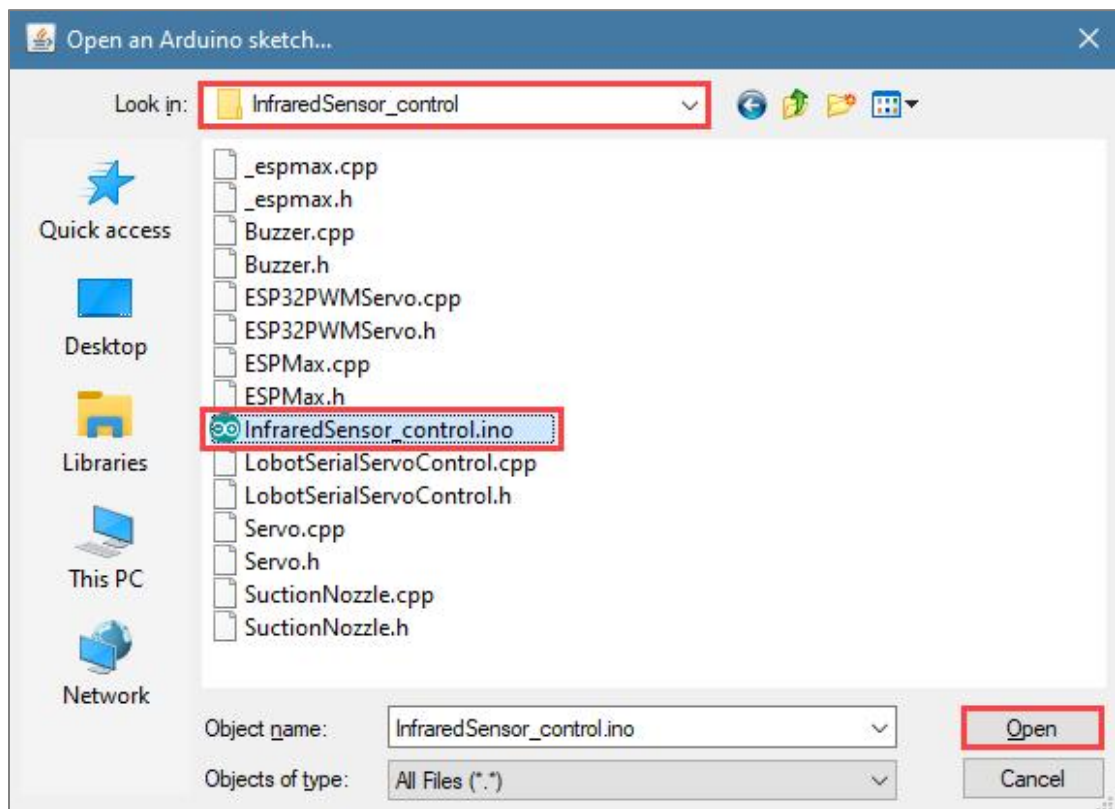 Open an Arduino sketch...
Look in: InfraredSensor_control
Quick access
Desktop
Libraries
This PC
Network
_espmax.cpp
_espmax.h
Buzzer.cpp
Buzzer.h
ESP32PWMServo.cpp
ESP32PWMServo.h
ESPMax.cpp
ESPMax.h
InfraredSensor_control.ino
LobotSerialServoControl.cpp
LobotSerialServoControl.h
Servo.cpp
Servo.h
SuctionNozzle.cpp
SuctionNozzle.h
Object name: InfraredSensor_control.ino Open
Objects of type: All Files (*.*) Cancel